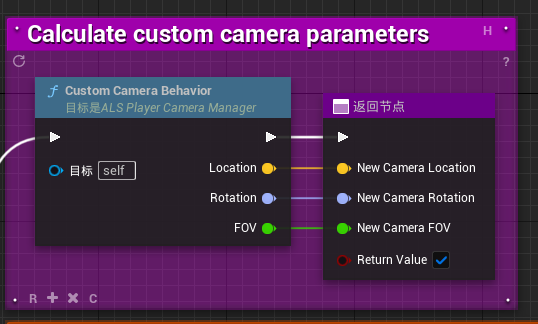 Calculate custom camera parameters
H
?
Custom Camera Behavior
目标是ALS Player Camera Manager
返回节点
目标 self
Location
New Camera Location
Rotation
New Camera Rotation
FOV
New Camera FOV
Return Value
R
C